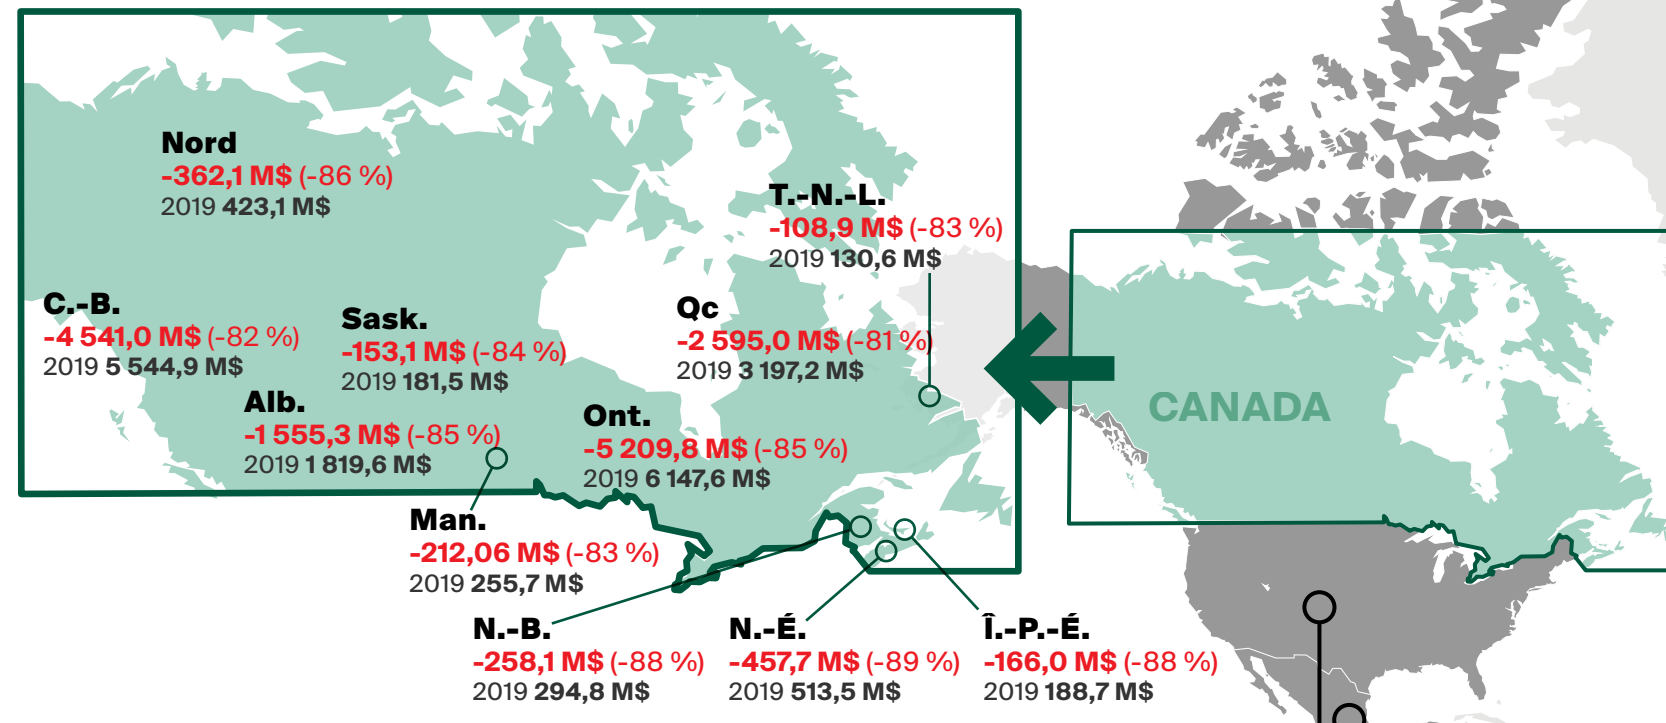 Nord
-362,1 M$ (-86 %)
2019 423,1 M$
T.-N.-L.
-108,9 M$ (-83 %)
2019 130,6 M$
C.-B.
-4 541,0 M$ (-82 %)
2019 5 544,9 M$
Sask.
-153,1 M$ (-84 %)
2019 181,5 M$
Qc
-2 595,0 M$ (-81 %)
2019 3 197,2 M$
Alb.
-1 555,3 M$ (-85 %)
2019 1 819,6 M$
Ont.
-5 209,8 M$ (-85 %)
2019 6 147,6 M$
CANADA
Man.
-212,06 M$ (-83 %)
2019 255,7 M$
N.-B.
-258,1 M$ (-88 %)
2019 294,8 M$
N.-É.
-457,7 M$ (-89 %)
2019 513,5 M$
Î.-P.-É.
-166,0 M$ (-88 %)
2019 188,7 M$